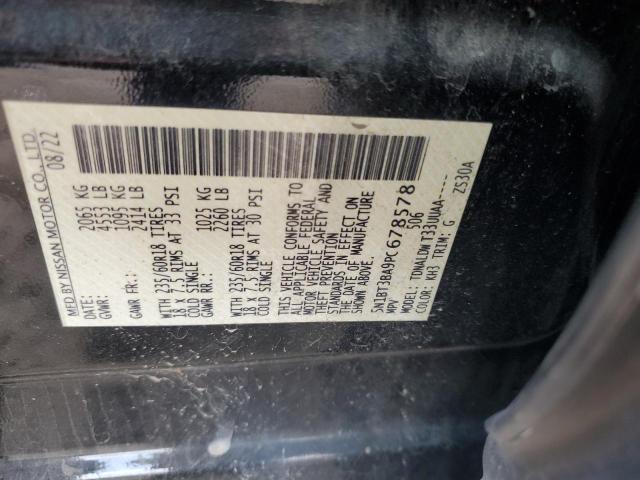 MFD BY NISSAN MOTOR CO., LTD.
DATE: 08/22
GVWR: 2065 KG
4553 LB
GAWR FR: 1095 KG
2414 LB
WITH 235/60R18 TIRES
18 X 7.5 RIMS AT 33 PSI
COLD SINGLE
GAWR RR: 1025 KG
2260 LB
WITH 235/60R18 TIRES
18 X 7.5 RIMS AT 30 PSI
COLD SINGLE
THIS VEHICLE CONFORMS TO
ALL APPLICABLE FEDERAL
MOTOR VEHICLE SAFETY AND
THEFT PREVENTION
STANDARDS IN EFFECT ON
THE DATE OF MANUFACTURE
SHOWN ABOVE.
5N1BT3BA9PC678578
MPV 506
MODEL: T33UUAA----
COLOR: KH3 TRIM: G
ZS30A